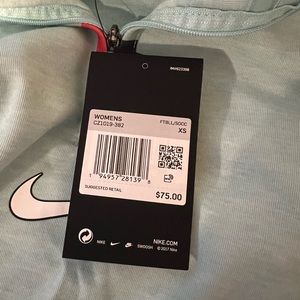 WOMENS
CZ1019-382
FTBLL/SOCC
XS
1 94957 28139 8
SUGGESTED RETAIL
$75.00
NIKE
SWOOSH
NIKE.COM
© 2017 Nike